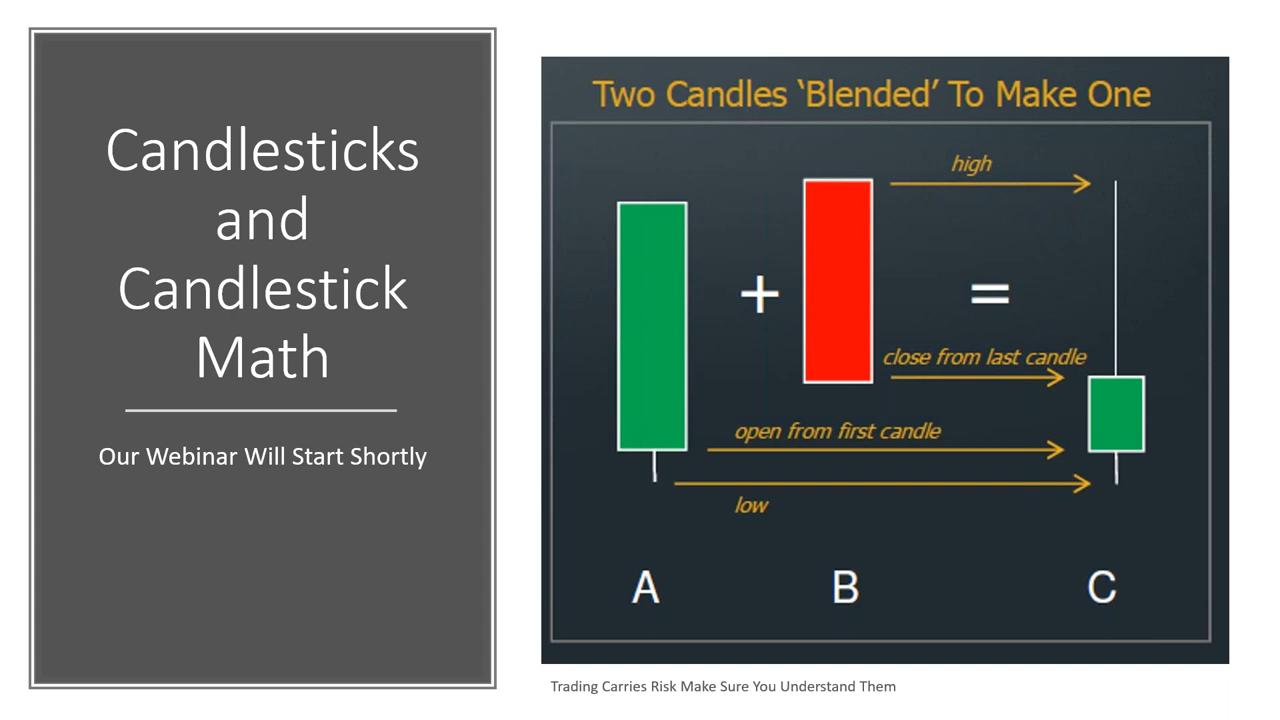 Candlesticks
and
Candlestick
Math
Our Webinar Will Start Shortly
Two Candles ‘Blended’ To Make One
high
+
=
close from last candle
open from first candle
low
A
B
C
Trading Carries Risk Make Sure You Understand Them